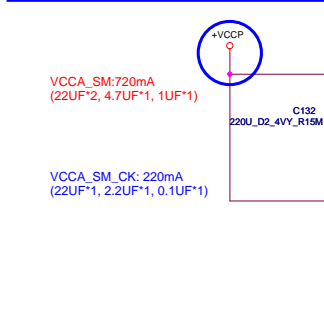 +VCCP
VCCA_SM:720mA
(22UF*2, 4.7UF*1, 1UF*1)
C132
220U_D2_4VY_R15M
VCCA_SM_CK: 220mA
(22UF*1, 2.2UF*1, 0.1UF*1)